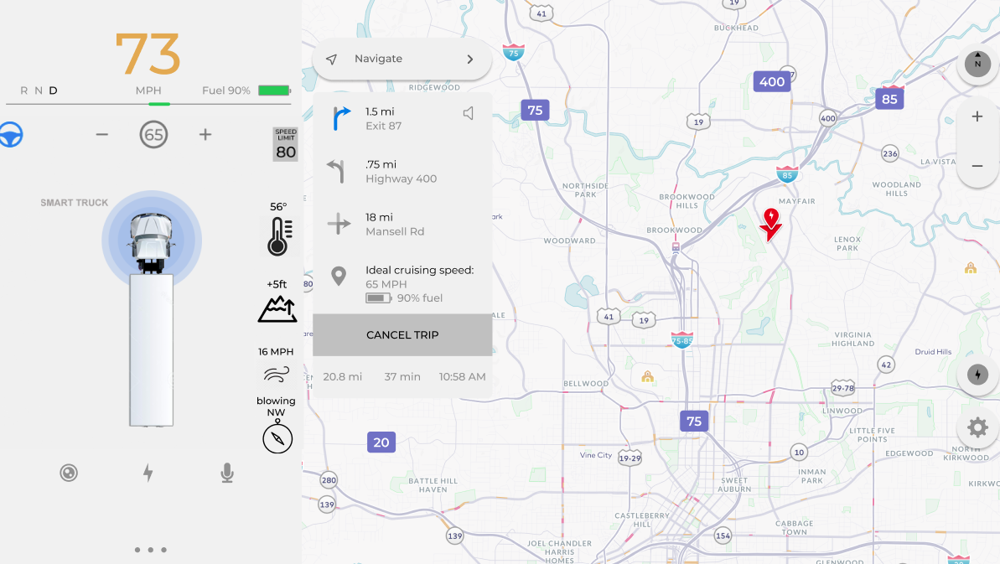 73
R N D
MPH
Fuel 90%
65
SPEED
LIMIT
80
SMART TRUCK
56°
+5ft
16 MPH
blowing
NW
Navigate
1.5 mi
Exit 87
.75 mi
Highway 400
18 mi
Mansell Rd
Ideal cruising speed:
65 MPH
90% fuel
CANCEL TRIP
20.8 mi
37 min
10:58 AM
41
19
BUCKHEAD
75
RIDGEWOOD
400
85
N
75
19
400
236
LA-VISTA
85
NORTHSIDE
PARK
BROOKWOOD
HILLS
MAYFAIR
WOODLAND
HILLS
ark
WOODWARD
BROOKWOOD
LENOX
PARK
80
41
19
ALE
75-85
VIRGINIA
HIGHLAND
Druid Hills
42
BELLWOOD
29-78
LINWOOD
75
20
LITTLE FIVE
POINTS
Vine City
19-29
10
EDGEWOOD
NORTH
KIRKWOOD
280
BATTLE HILL
HAVEN
SWEET
AUBURN
INMAN
PARK
KIRKWO
139
CASTLEBERRY
HILL
CABBAGE
TOWN
139
154
JOEL CHANDLER
HARRIS
HOMES
GLENWOOD